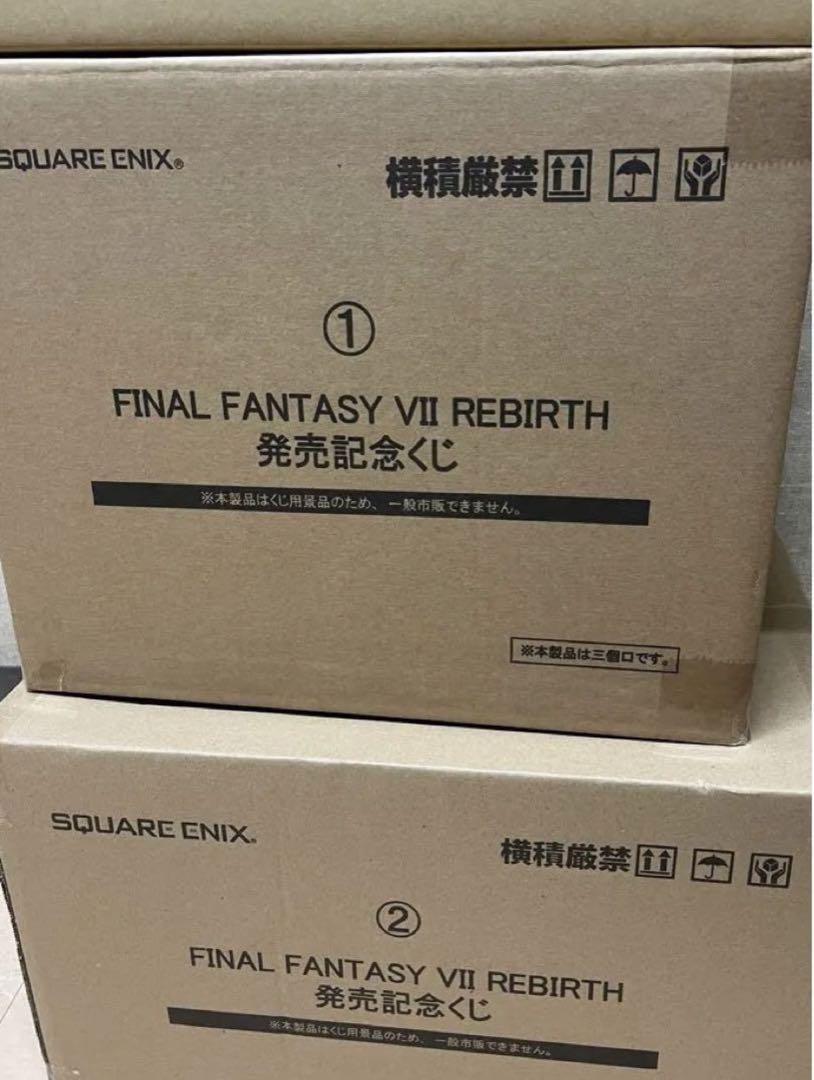 SQUARE ENIX®
横積厳禁
①
FINAL FANTASY VII REBIRTH
発売記念くじ
※本製品はくじ用景品のため、一般市販できません。
※本製品は三個口です。
SQUARE ENIX®
横積厳禁
②
FINAL FANTASY VII REBIRTH
発売記念くじ
※本製品はくじ用景品のため、一般市販できません。